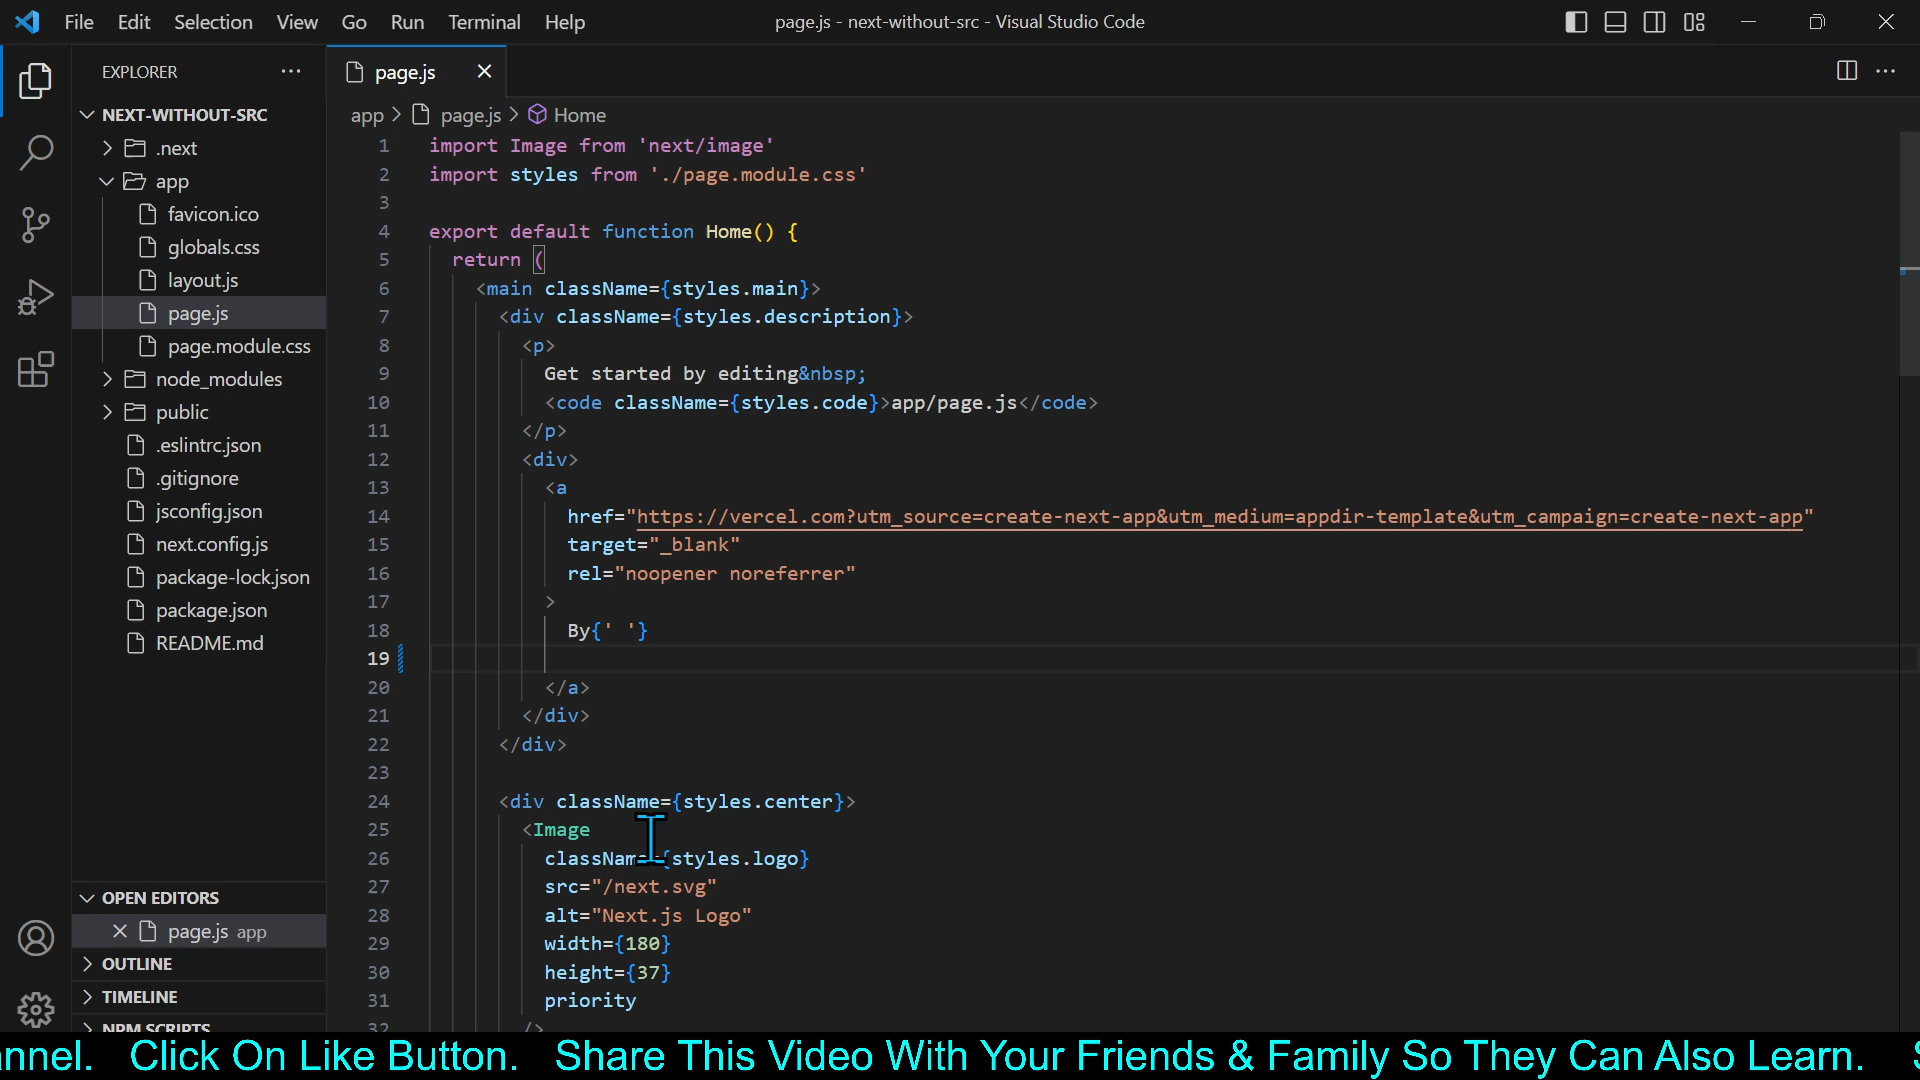 File Edit Selection View Go Run Terminal Help
page.js - next-without-src - Visual Studio Code
EXPLORER
NEXT-WITHOUT-SRC
.next
app
favicon.ico
globals.css
layout.js
page.js
page.module.css
node_modules
public
.eslintrc.json
.gitignore
jsconfig.json
next.config.js
package-lock.json
package.json
README.md
OPEN EDITORS
page.js app
OUTLINE
TIMELINE
NPM SCRIPTS
page.js
app > page.js > Home
1 import Image from 'next/image'
2 import styles from './page.module.css'
3
4 export default function Home() {
5 return (
6 <main className={styles.main}>
7 <div className={styles.description}>
8 <p>
9 Get started by editing&nbsp;
10 <code className={styles.code}>app/page.js</code>
11 </p>
12 <div>
13 <a
14 href="https://vercel.com?utm_source=create-next-app&utm_medium=appdir-template&utm_campaign=create-next-app"
15 target="_blank"
16 rel="noopener noreferrer"
17 >
18 By{' '}
19
20 </a>
21 </div>
22 </div>
23
24 <div className={styles.center}>
25 <Image
26 className={styles.logo}
27 src="/next.svg"
28 alt="Next.js Logo"
29 width={180}
30 height={37}
31 priority
32 />
nnel. Click On Like Button. Share This Video With Your Friends & Family So They Can Also Learn. S